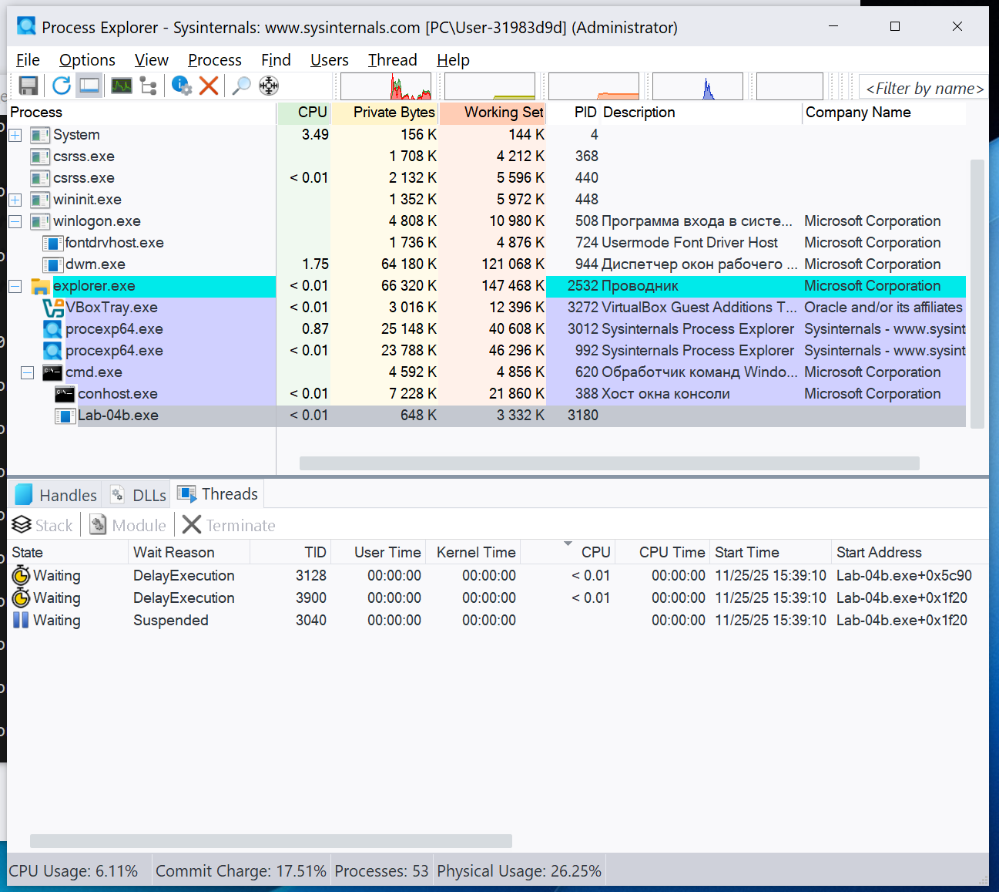 Process Explorer - Sysinternals: www.sysinternals.com [PC\User-31983d9d] (Administrator)
File Options View Process Find Users Thread Help
<Filter by name>
Process CPU Private Bytes Working Set PID Description Company Name
System 3.49 156 K 144 K 4
csrss.exe 1 708 K 4 212 K 368
csrss.exe < 0.01 2 132 K 5 596 K 440
wininit.exe 1 352 K 5 972 K 448
winlogon.exe 4 808 K 10 980 K 508 Программа входа в систе... Microsoft Corporation
fontdrvhost.exe 1 736 K 4 876 K 724 Usermode Font Driver Host Microsoft Corporation
dwm.exe 1.75 64 180 K 121 068 K 944 Диспетчер окон рабочего ... Microsoft Corporation
explorer.exe < 0.01 66 320 K 147 468 K 2532 Проводник Microsoft Corporation
VBoxTray.exe < 0.01 3 016 K 12 396 K 3272 VirtualBox Guest Additions T... Oracle and/or its affiliates
procexp64.exe 0.87 25 148 K 40 608 K 3012 Sysinternals Process Explorer Sysinternals - www.sysint
procexp64.exe < 0.01 23 788 K 46 296 K 992 Sysinternals Process Explorer Sysinternals - www.sysint
cmd.exe 4 592 K 4 856 K 620 Обработчик команд Windo... Microsoft Corporation
conhost.exe < 0.01 7 228 K 21 860 K 388 Хост окна консоли Microsoft Corporation
Lab-04b.exe < 0.01 648 K 3 332 K 3180
Handles DLLs Threads
Stack Module Terminate
State Wait Reason TID User Time Kernel Time CPU CPU Time Start Time Start Address
Waiting DelayExecution 3128 00:00:00 00:00:00 < 0.01 00:00:00 11/25/25 15:39:10 Lab-04b.exe+0x5c90
Waiting DelayExecution 3900 00:00:00 00:00:00 < 0.01 00:00:00 11/25/25 15:39:10 Lab-04b.exe+0x1f20
Waiting Suspended 3040 00:00:00 00:00:00 00:00:00 11/25/25 15:39:10 Lab-04b.exe+0x1f20
CPU Usage: 6.11% Commit Charge: 17.51% Processes: 53 Physical Usage: 26.25%